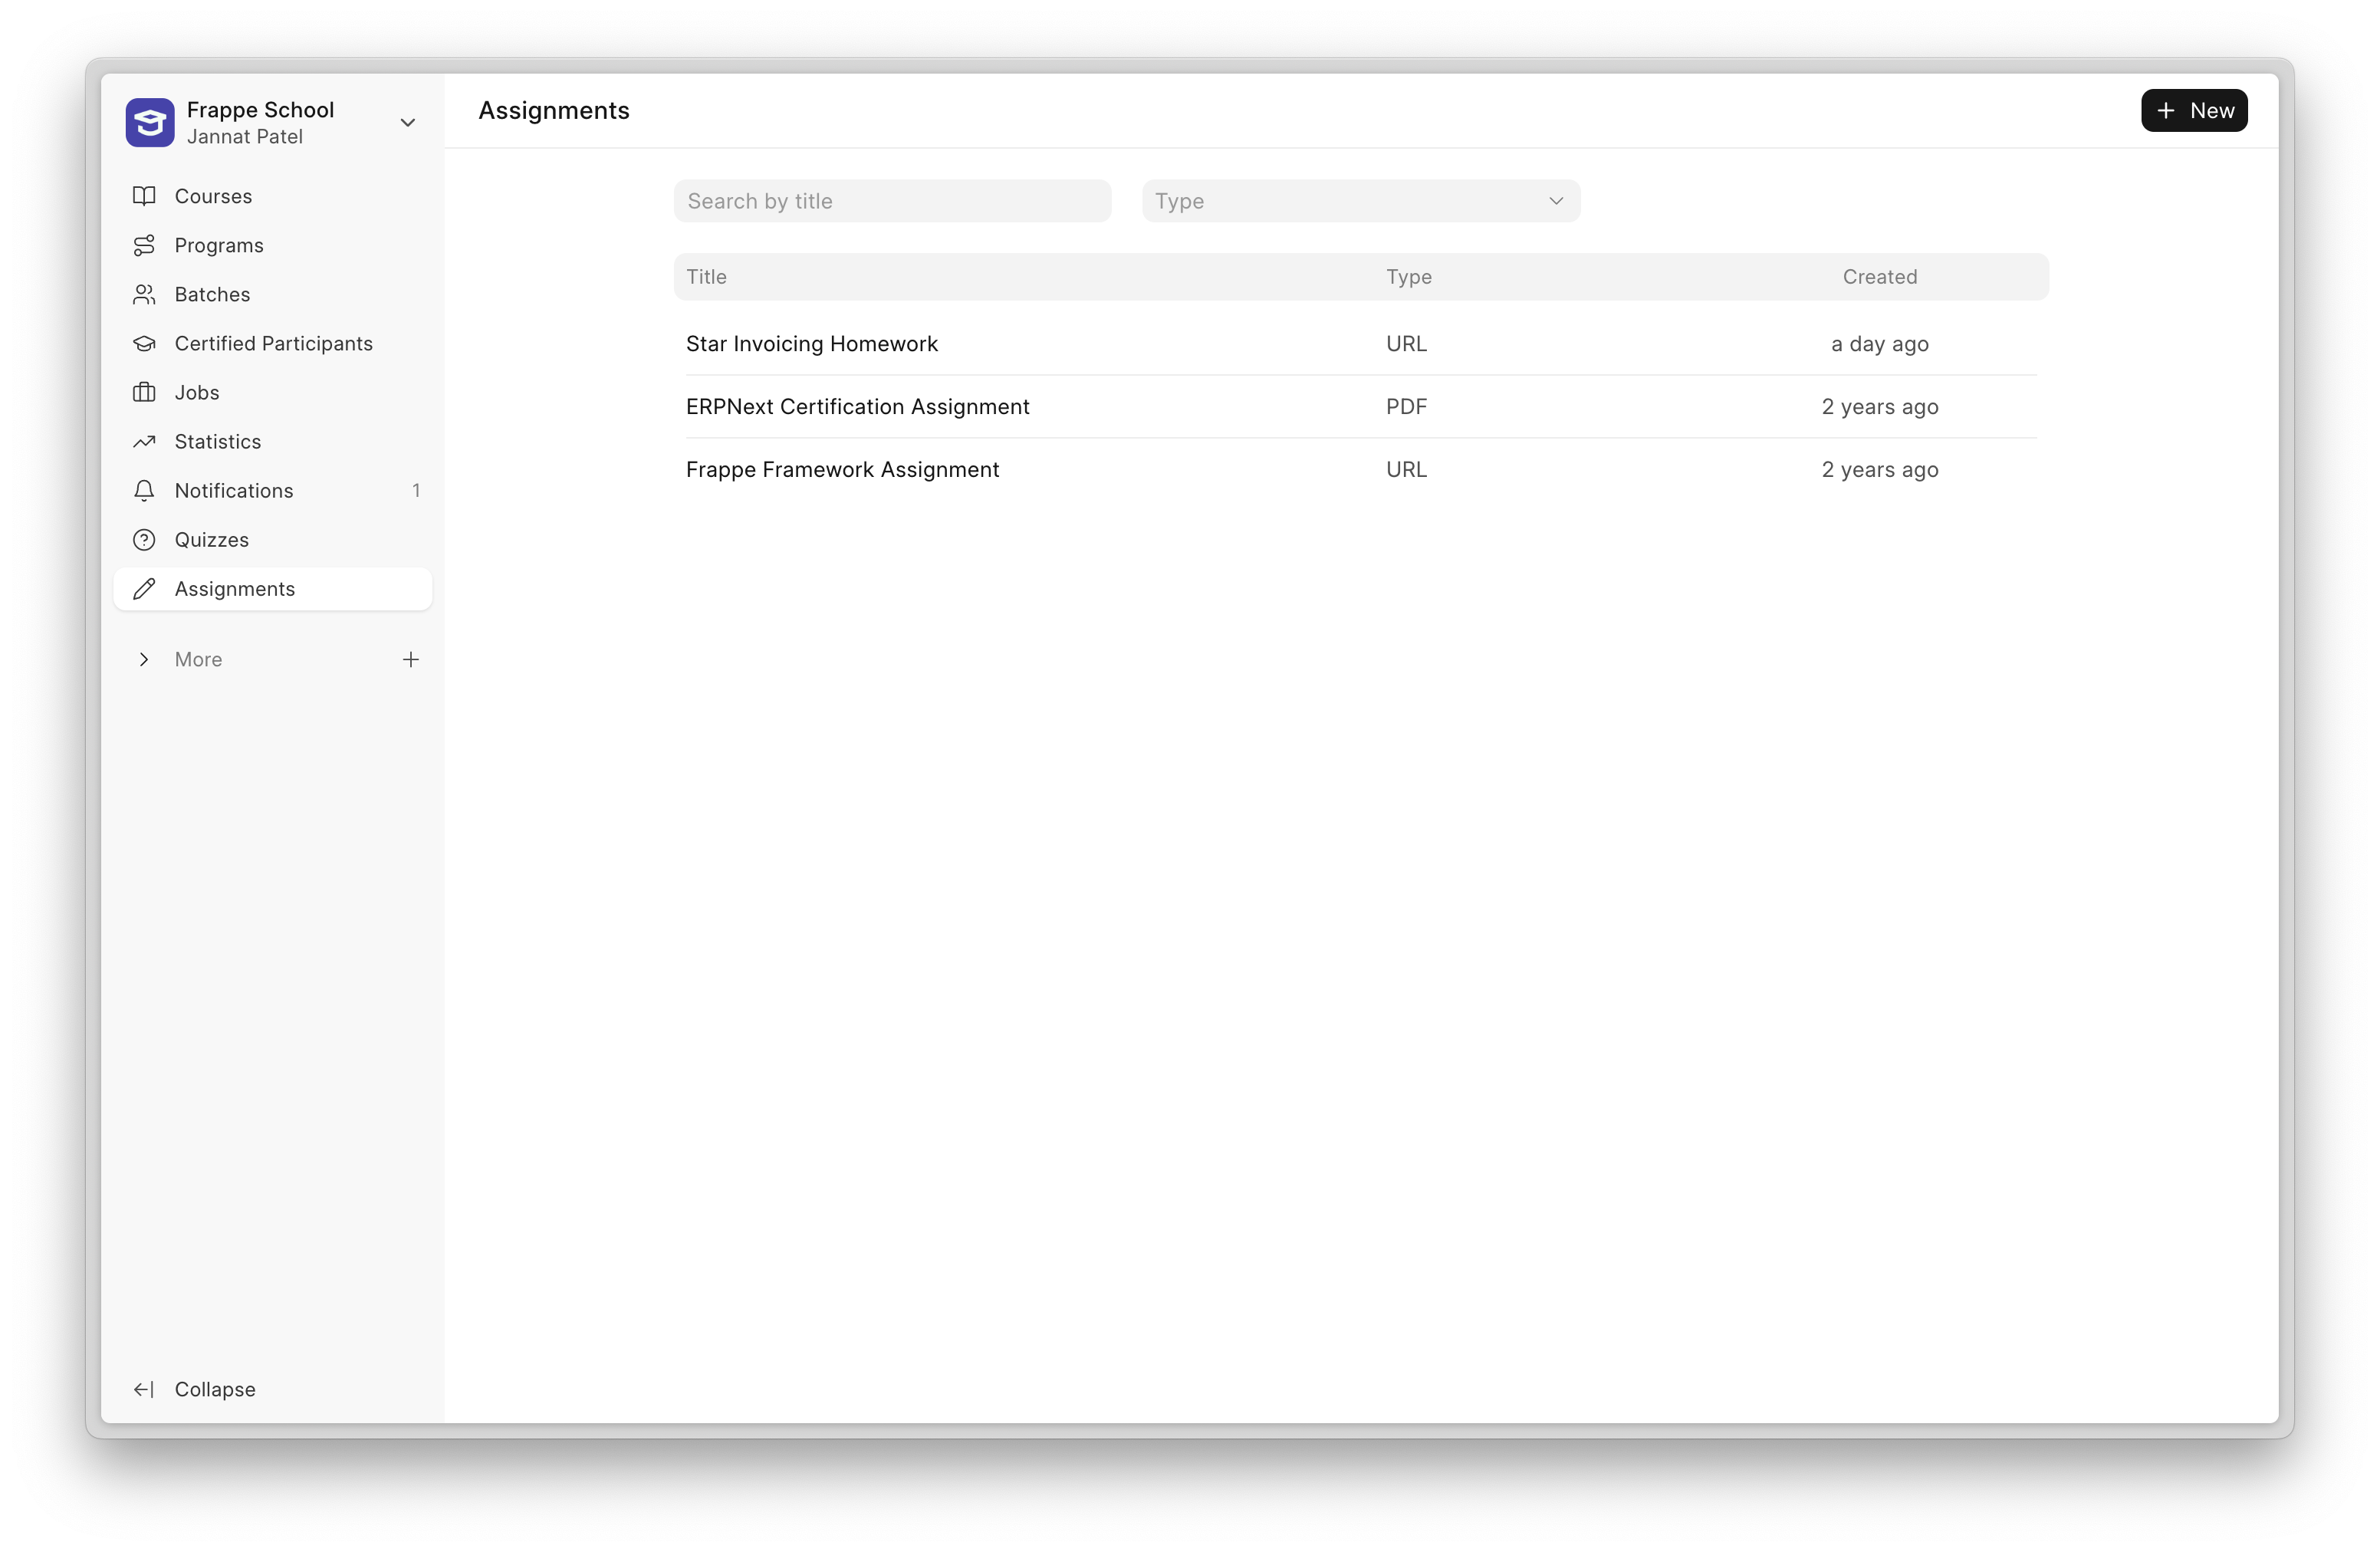 Frappe School
Jannat Patel
Courses
Programs
Batches
Certified Participants
Jobs
Statistics
Notifications 1
Quizzes
Assignments
More
Collapse
Assignments
New
Search by title Type
Title Type Created
Star Invoicing Homework URL a day ago
ERPNext Certification Assignment PDF 2 years ago
Frappe Framework Assignment URL 2 years ago